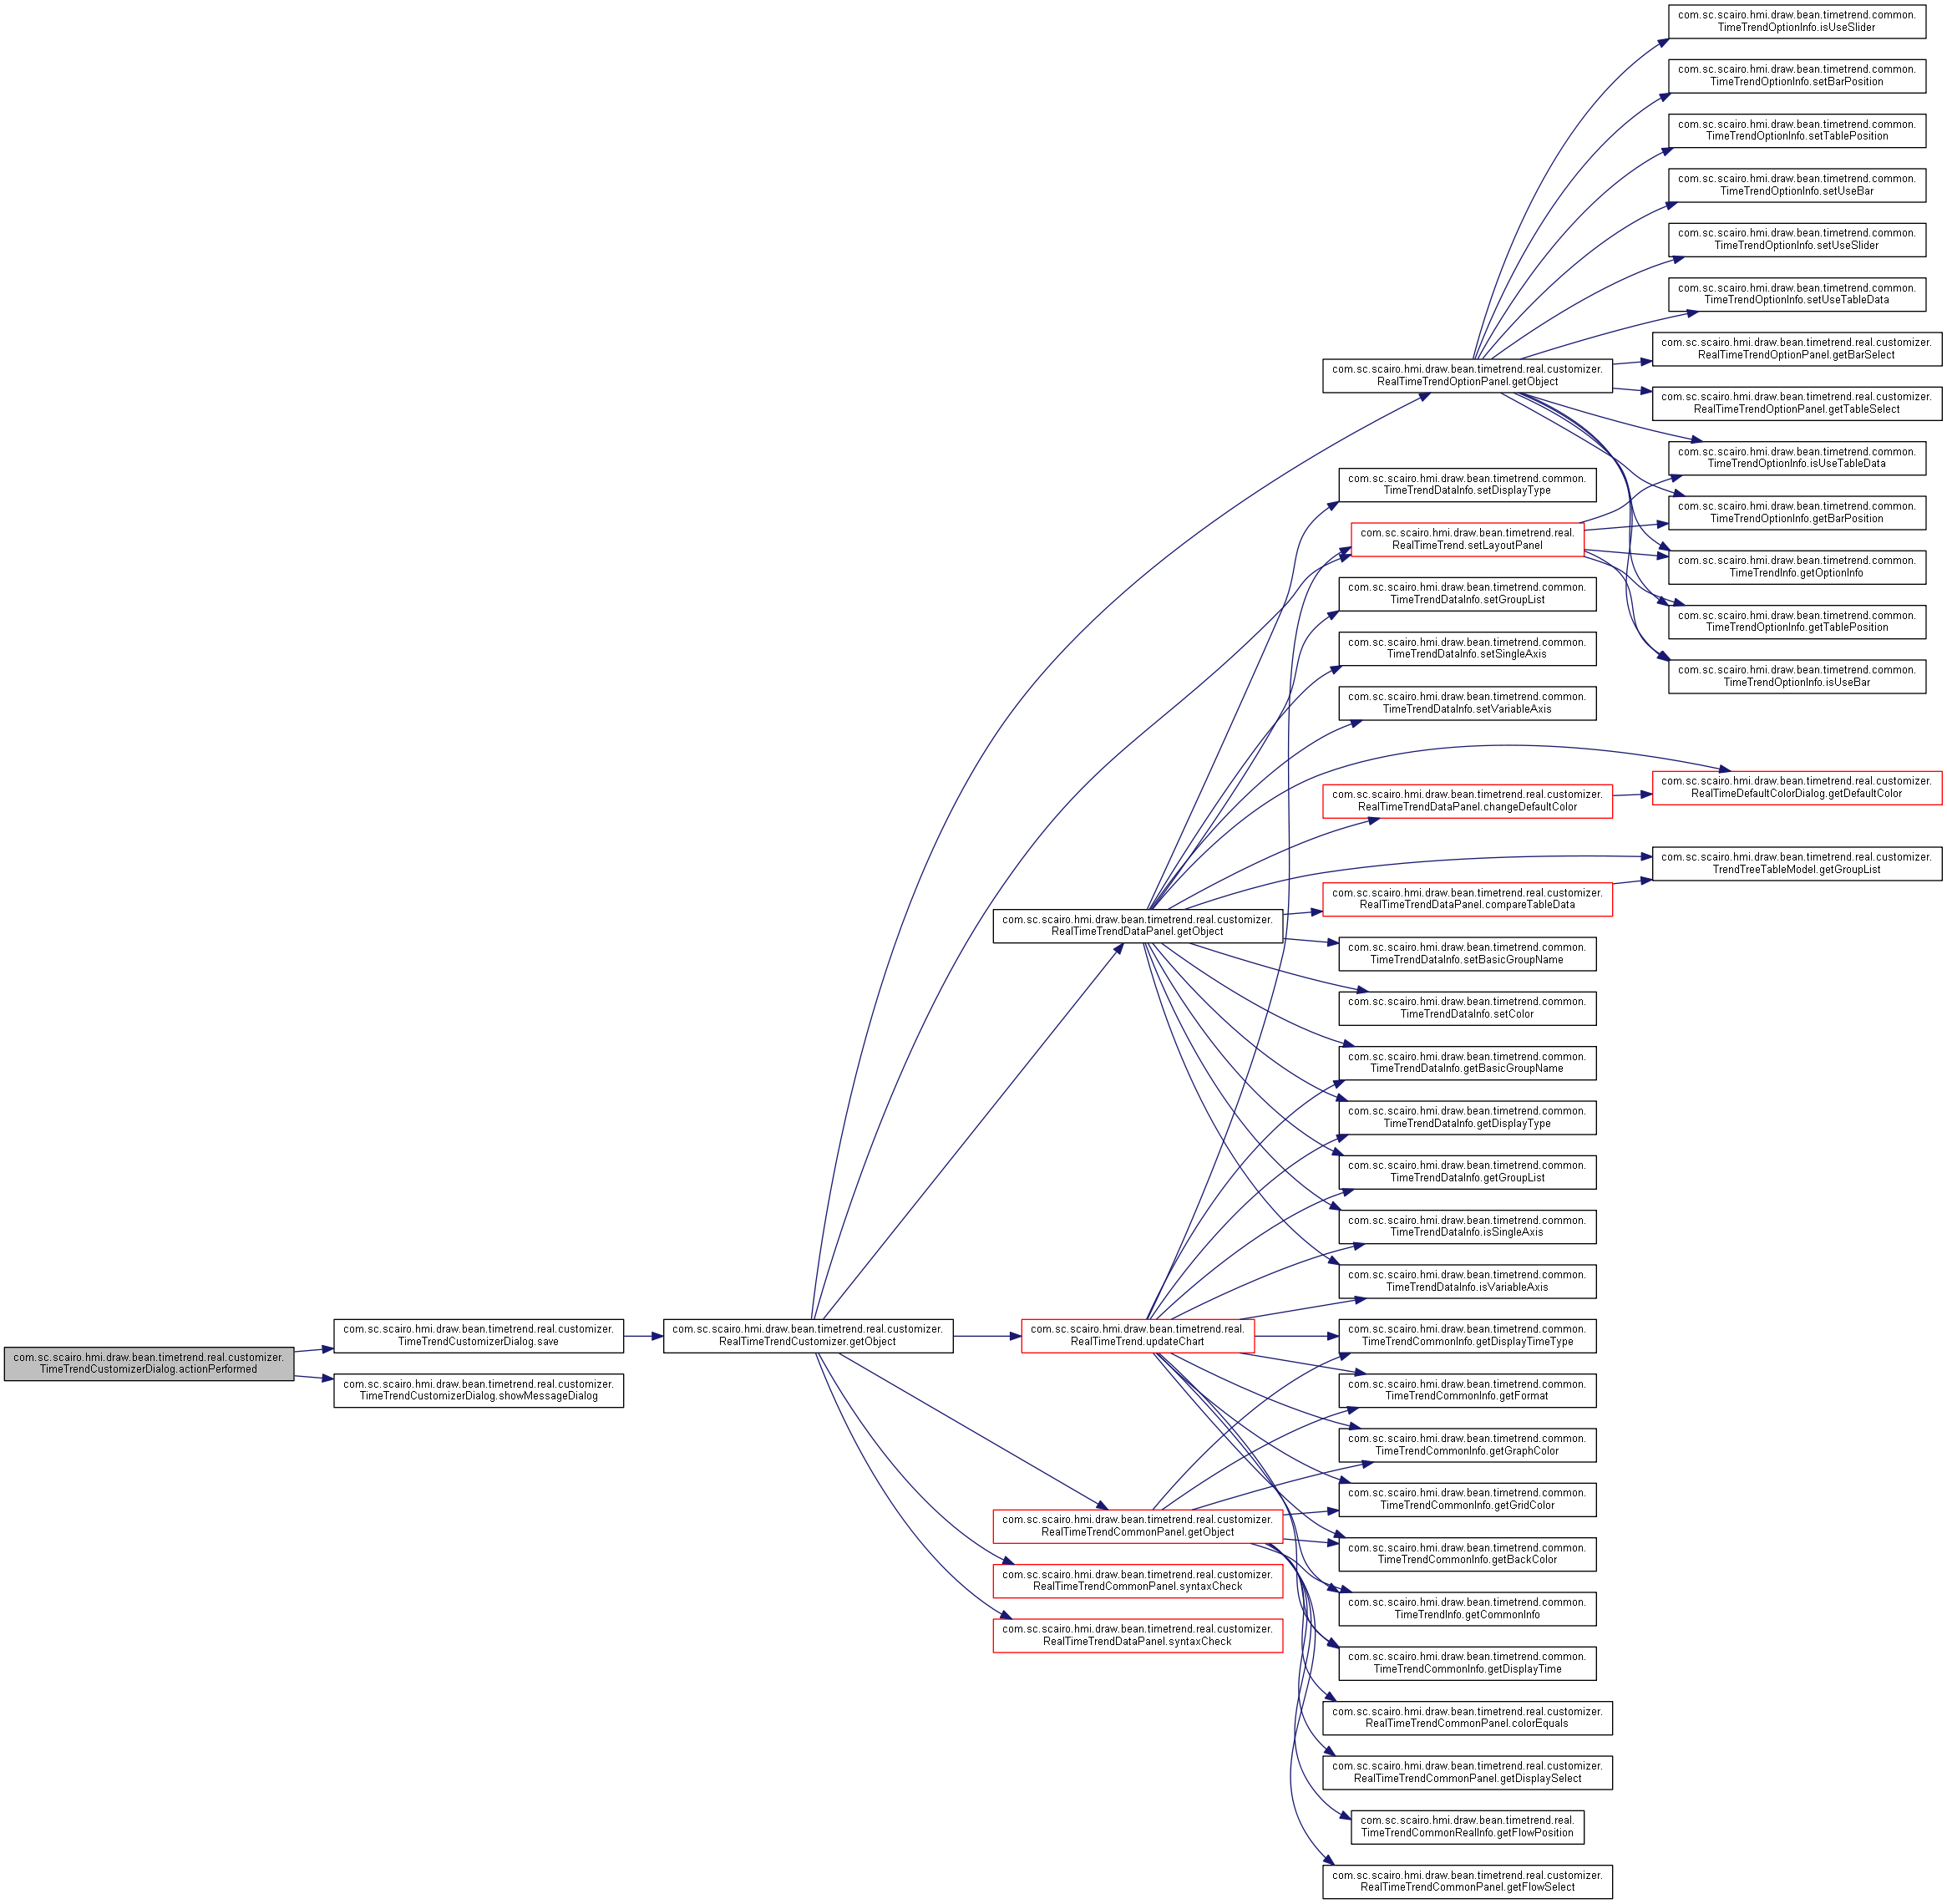 com.sc.scairo.hmi.draw.bean.timetrend.common.
TimeTrendOptionInfo.isUseSlider
com.sc.scairo.hmi.draw.bean.timetrend.common.
TimeTrendOptionInfo.setBarPosition
com.sc.scairo.hmi.draw.bean.timetrend.common.
TimeTrendOptionInfo.setTablePosition
com.sc.scairo.hmi.draw.bean.timetrend.common.
TimeTrendOptionInfo.setUseBar
com.sc.scairo.hmi.draw.bean.timetrend.common.
TimeTrendOptionInfo.setUseSlider
com.sc.scairo.hmi.draw.bean.timetrend.common.
TimeTrendOptionInfo.setUseTableData
com.sc.scairo.hmi.draw.bean.timetrend.real.customizer.
RealTimeTrendOptionPanel.getBarSelect
com.sc.scairo.hmi.draw.bean.timetrend.real.customizer.
RealTimeTrendOptionPanel.getObject
com.sc.scairo.hmi.draw.bean.timetrend.real.customizer.
RealTimeTrendOptionPanel.getTableSelect
com.sc.scairo.hmi.draw.bean.timetrend.common.
TimeTrendOptionInfo.isUseTableData
com.sc.scairo.hmi.draw.bean.timetrend.common.
TimeTrendDataInfo.setDisplayType
com.sc.scairo.hmi.draw.bean.timetrend.common.
TimeTrendOptionInfo.getBarPosition
com.sc.scairo.hmi.draw.bean.timetrend.real.
RealTimeTrend.setLayoutPanel
com.sc.scairo.hmi.draw.bean.timetrend.common.
TimeTrendInfo.getOptionInfo
com.sc.scairo.hmi.draw.bean.timetrend.common.
TimeTrendDataInfo.setGroupList
com.sc.scairo.hmi.draw.bean.timetrend.common.
TimeTrendOptionInfo.getTablePosition
com.sc.scairo.hmi.draw.bean.timetrend.common.
TimeTrendDataInfo.setSingleAxis
com.sc.scairo.hmi.draw.bean.timetrend.common.
TimeTrendOptionInfo.isUseBar
com.sc.scairo.hmi.draw.bean.timetrend.common.
TimeTrendDataInfo.setVariableAxis
com.sc.scairo.hmi.draw.bean.timetrend.real.customizer.
RealTimeDefaultColorDialog.getDefaultColor
com.sc.scairo.hmi.draw.bean.timetrend.real.customizer.
RealTimeTrendDataPanel.changeDefaultColor
com.sc.scairo.hmi.draw.bean.timetrend.real.customizer.
TrendTreeTableModel.getGroupList
com.sc.scairo.hmi.draw.bean.timetrend.real.customizer.
RealTimeTrendDataPanel.compareTableData
com.sc.scairo.hmi.draw.bean.timetrend.real.customizer.
RealTimeTrendDataPanel.getObject
com.sc.scairo.hmi.draw.bean.timetrend.common.
TimeTrendDataInfo.setBasicGroupName
com.sc.scairo.hmi.draw.bean.timetrend.common.
TimeTrendDataInfo.setColor
com.sc.scairo.hmi.draw.bean.timetrend.common.
TimeTrendDataInfo.getBasicGroupName
com.sc.scairo.hmi.draw.bean.timetrend.common.
TimeTrendDataInfo.getDisplayType
com.sc.scairo.hmi.draw.bean.timetrend.common.
TimeTrendDataInfo.getGroupList
com.sc.scairo.hmi.draw.bean.timetrend.common.
TimeTrendDataInfo.isSingleAxis
com.sc.scairo.hmi.draw.bean.timetrend.common.
TimeTrendDataInfo.isVariableAxis
com.sc.scairo.hmi.draw.bean.timetrend.real.customizer.
TimeTrendCustomizerDialog.save
com.sc.scairo.hmi.draw.bean.timetrend.real.customizer.
RealTimeTrendCustomizer.getObject
com.sc.scairo.hmi.draw.bean.timetrend.real.
RealTimeTrend.updateChart
com.sc.scairo.hmi.draw.bean.timetrend.common.
TimeTrendCommonInfo.getDisplayTimeType
com.sc.scairo.hmi.draw.bean.timetrend.real.customizer.
TimeTrendCustomizerDialog.actionPerformed
com.sc.scairo.hmi.draw.bean.timetrend.real.customizer.
TimeTrendCustomizerDialog.showMessageDialog
com.sc.scairo.hmi.draw.bean.timetrend.common.
TimeTrendCommonInfo.getFormat
com.sc.scairo.hmi.draw.bean.timetrend.common.
TimeTrendCommonInfo.getGraphColor
com.sc.scairo.hmi.draw.bean.timetrend.common.
TimeTrendCommonInfo.getGridColor
com.sc.scairo.hmi.draw.bean.timetrend.real.customizer.
RealTimeTrendCommonPanel.getObject
com.sc.scairo.hmi.draw.bean.timetrend.common.
TimeTrendCommonInfo.getBackColor
com.sc.scairo.hmi.draw.bean.timetrend.real.customizer.
RealTimeTrendCommonPanel.syntaxCheck
com.sc.scairo.hmi.draw.bean.timetrend.common.
TimeTrendInfo.getCommonInfo
com.sc.scairo.hmi.draw.bean.timetrend.real.customizer.
RealTimeTrendDataPanel.syntaxCheck
com.sc.scairo.hmi.draw.bean.timetrend.common.
TimeTrendCommonInfo.getDisplayTime
com.sc.scairo.hmi.draw.bean.timetrend.real.customizer.
RealTimeTrendCommonPanel.colorEquals
com.sc.scairo.hmi.draw.bean.timetrend.real.customizer.
RealTimeTrendCommonPanel.getDisplaySelect
com.sc.scairo.hmi.draw.bean.timetrend.real.
TimeTrendCommonRealInfo.getFlowPosition
com.sc.scairo.hmi.draw.bean.timetrend.real.customizer.
RealTimeTrendCommonPanel.getFlowSelect